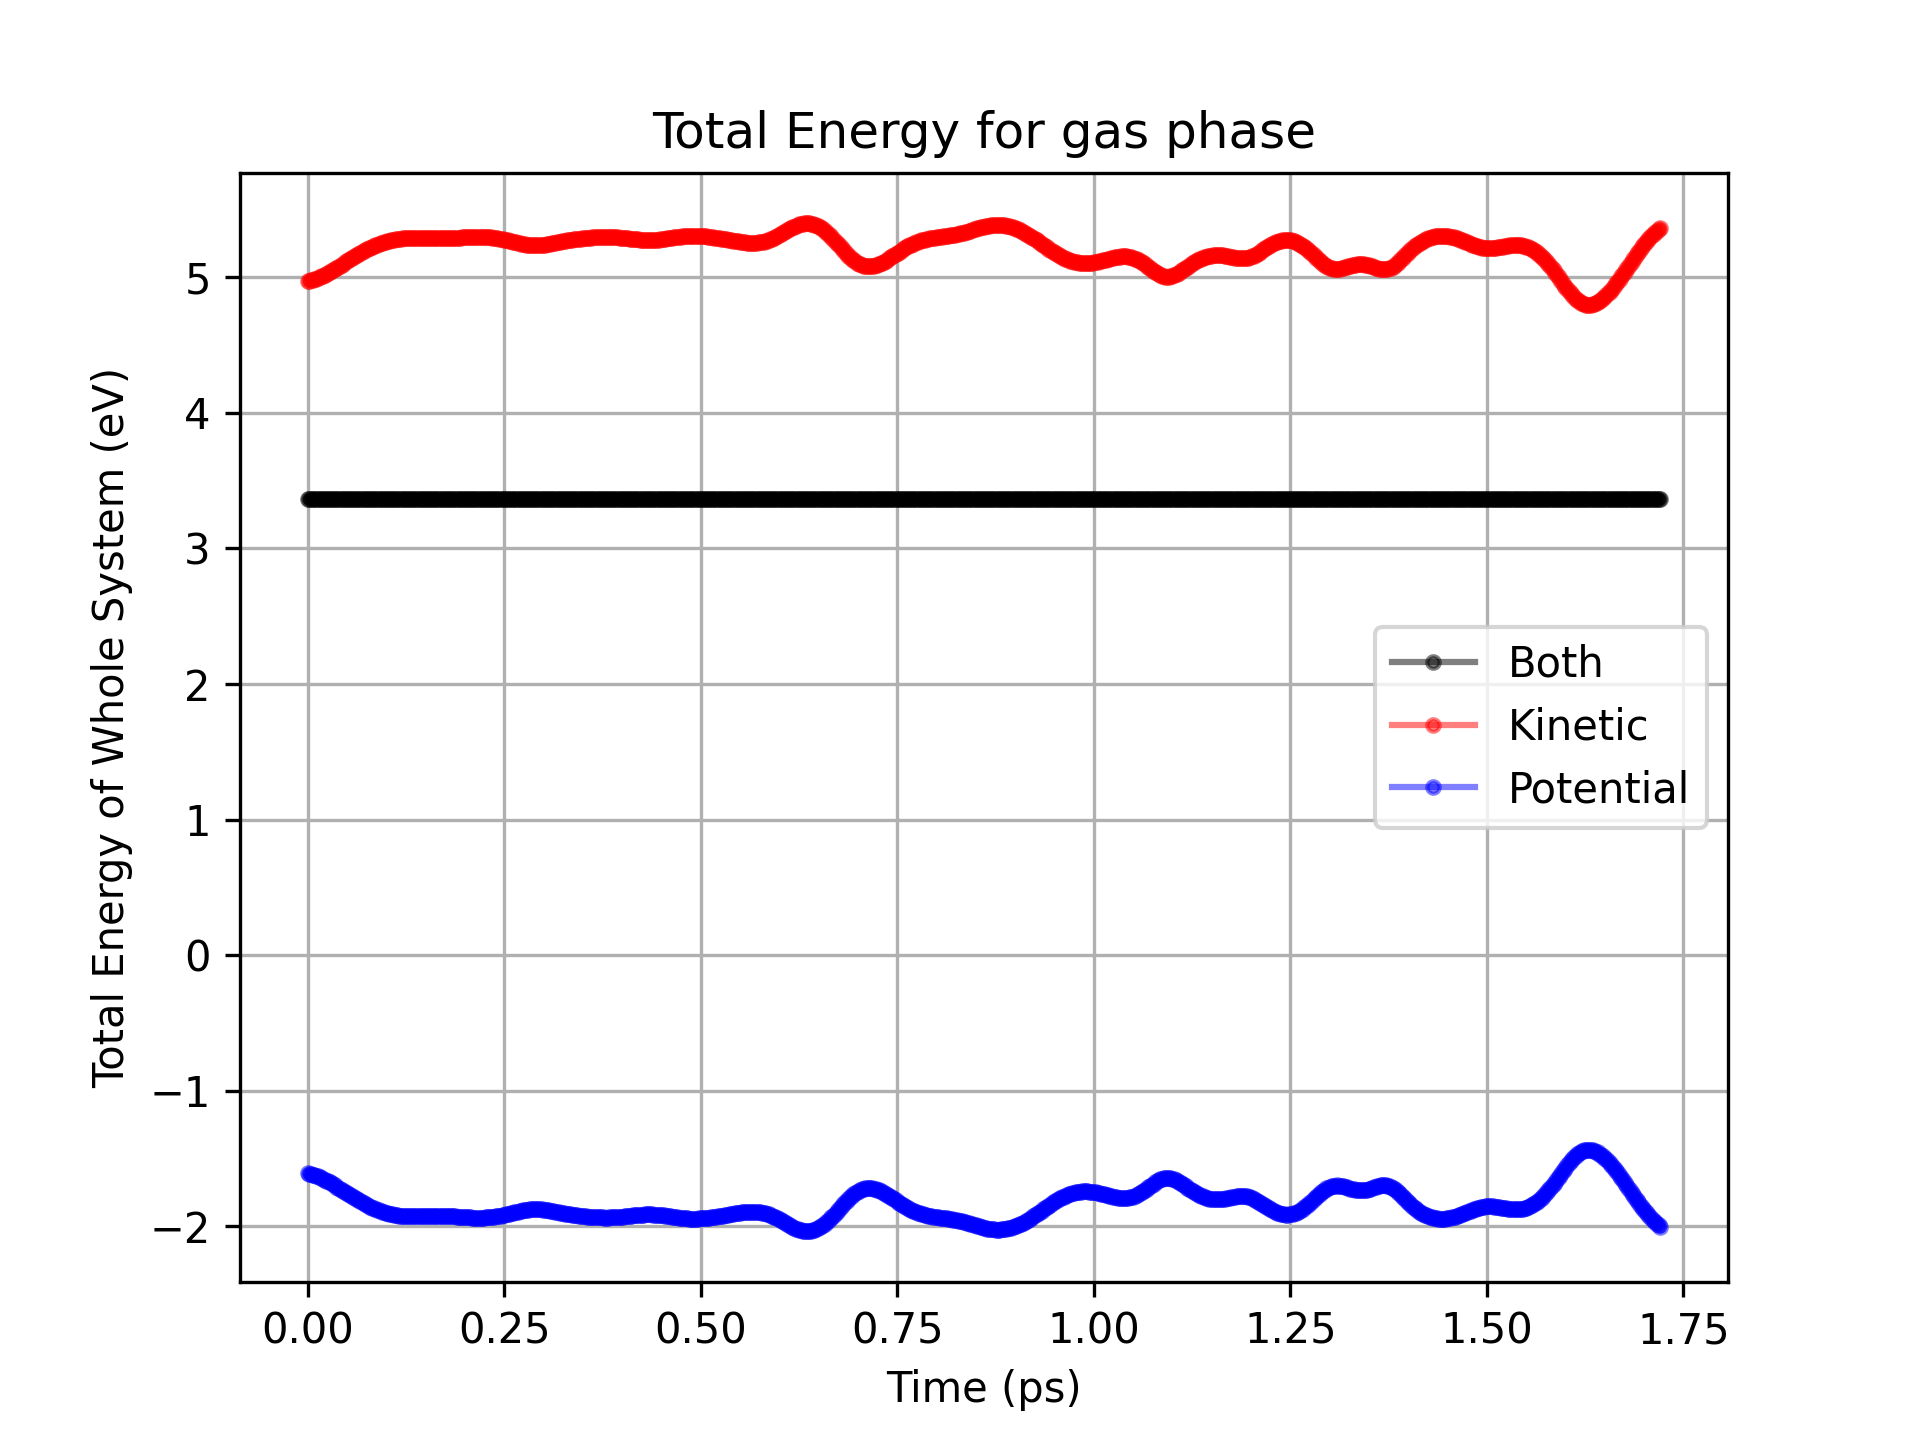 Total Energy for gas phase
Total Energy of Whole System (eV)
5
4
3
2
1
0
−1
−2
Both
Kinetic
Potential
0.00 0.25 0.50 0.75 1.00 1.25 1.50 1.75
Time (ps)